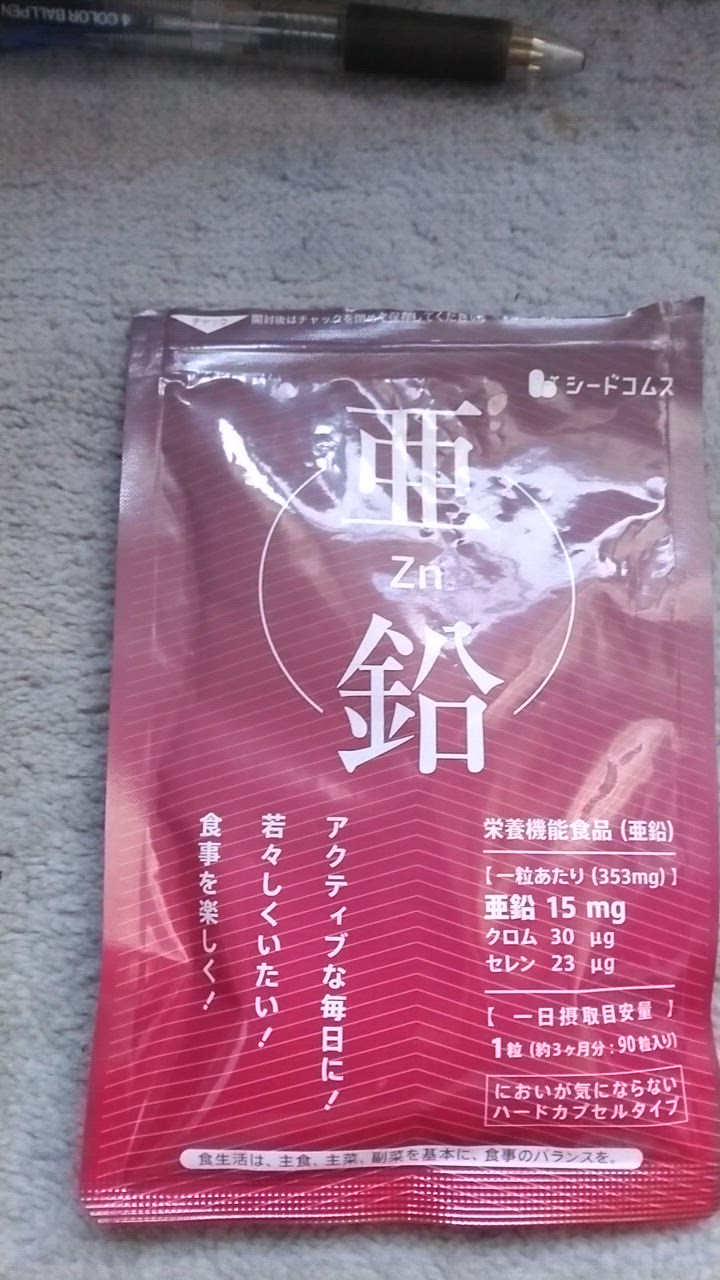 4 COLOR BALLPEN
チャック
開封後はチャックを閉めて保存してください。
シードコムス
亜
Zn
鉛
アクティブな毎日に！
若々しくいたい！
食事を楽しく！
栄養機能食品（亜鉛）
【一粒あたり（353mg）】
亜鉛 15 mg
クロム 30 μg
セレン 23 μg
【一日摂取目安量】
1粒（約3ヶ月分：90粒入り）
においが気にならない
ハードカプセルタイプ
食生活は、主食、主菜、副菜を基本に、食事のバランスを。